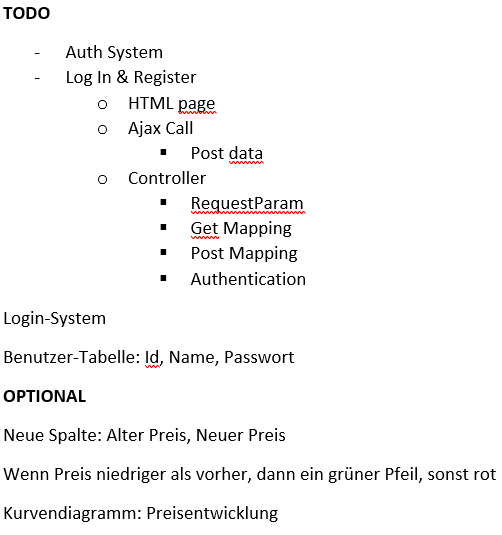 TODO
- Auth System
- Log In & Register
o HTML page
o Ajax Call
▪ Post data
o Controller
▪ RequestParam
▪ Get Mapping
▪ Post Mapping
▪ Authentication
Login-System
Benutzer-Tabelle: Id, Name, Passwort
OPTIONAL
Neue Spalte: Alter Preis, Neuer Preis
Wenn Preis niedriger als vorher, dann ein grüner Pfeil, sonst rot
Kurvendiagramm: Preisentwicklung